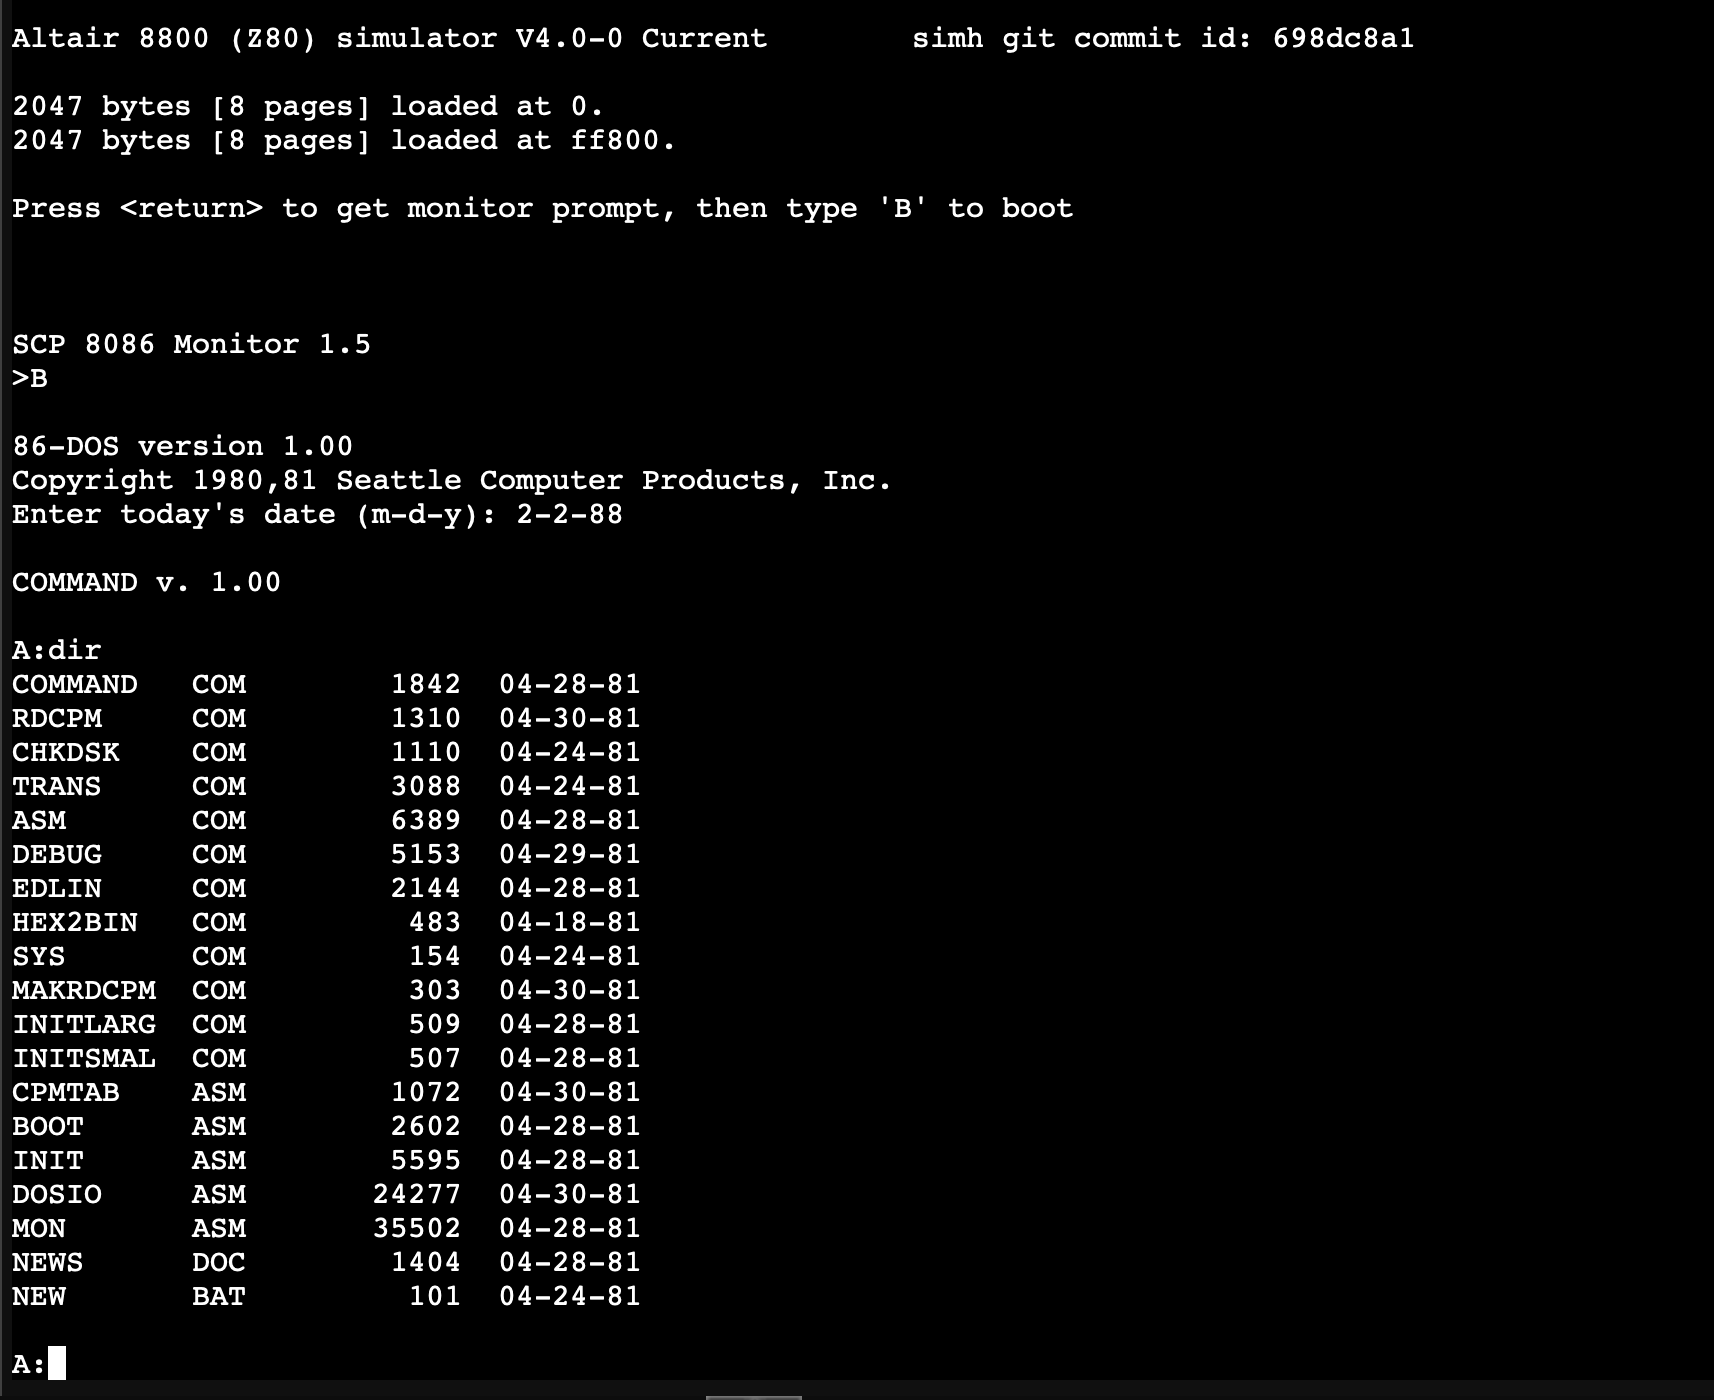 Altair 8800 (Z80) simulator V4.0-0 Current        simh git commit id: 698dc8a1
2047 bytes [8 pages] loaded at 0.
2047 bytes [8 pages] loaded at ff800.
Press <return> to get monitor prompt, then type 'B' to boot
SCP 8086 Monitor 1.5
>B
86-DOS version 1.00
Copyright 1980,81 Seattle Computer Products, Inc.
Enter today's date (m-d-y): 2-2-88
COMMAND v. 1.00
A:dir
COMMAND   COM        1842  04-28-81
RDCPM     COM        1310  04-30-81
CHKDSK    COM        1110  04-24-81
TRANS     COM        3088  04-24-81
ASM       COM        6389  04-28-81
DEBUG     COM        5153  04-29-81
EDLIN     COM        2144  04-28-81
HEX2BIN   COM         483  04-18-81
SYS       COM         154  04-24-81
MAKRDCPM  COM         303  04-30-81
INITLARG  COM         509  04-28-81
INITSMAL  COM         507  04-28-81
CPMTAB    ASM        1072  04-30-81
BOOT      ASM        2602  04-28-81
INIT      ASM        5595  04-28-81
DOSIO     ASM       24277  04-30-81
MON       ASM       35502  04-28-81
NEWS      DOC        1404  04-28-81
NEW       BAT         101  04-24-81
A: